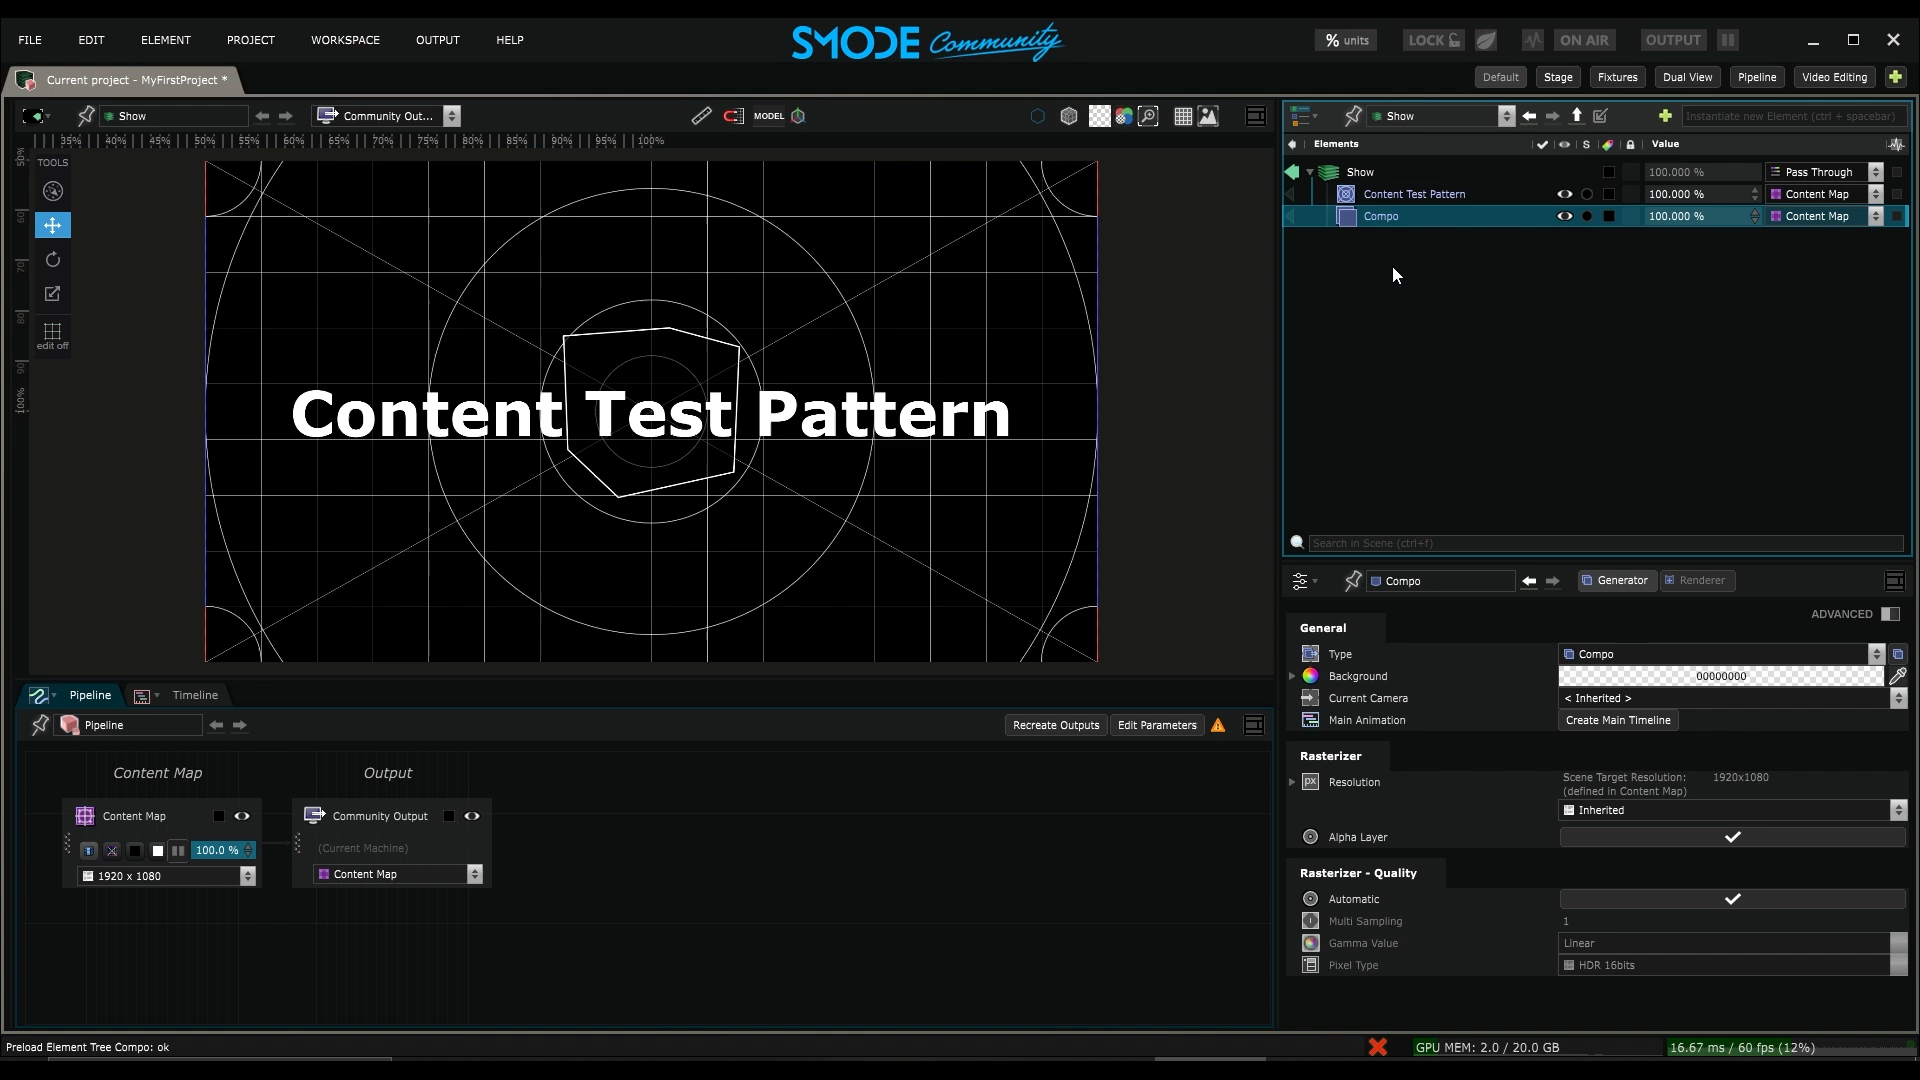 FILE EDIT ELEMENT PROJECT WORKSPACE OUTPUT HELP SMODE Community % units LOCK ON AIR OUTPUT
Current project - MyFirstProject * Default Stage Fixtures Dual View Pipeline Video Editing
Show Community Out... MODEL
35% 40% 45% 50% 55% 60% 65% 70% 75% 80% 85% 90% 95% 100%
50% 60 70 80 90 100%
TOOLS
edit off
Content Test Pattern
Show Instantiate new Element (ctrl + spacebar)
Elements S Value
Show 100.000 % Pass Through
Content Test Pattern 100.000 % Content Map
Compo 100.000 % Content Map
Search in Scene (ctrl+f)
Compo Generator Renderer
ADVANCED
General
Type Compo
Background 00000000
Current Camera < Inherited >
Main Animation Create Main Timeline
Rasterizer
Resolution Scene Target Resolution: 1920x1080
(defined in Content Map)
px Inherited
Alpha Layer
Rasterizer - Quality
Automatic
Multi Sampling 1
Gamma Value Linear
Pixel Type HDR 16bits
Pipeline Timeline
Pipeline Recreate Outputs Edit Parameters
Content Map Output
Content Map Community Output
100.0 % (Current Machine)
1920 x 1080 Content Map
Preload Element Tree Compo: ok GPU MEM: 2.0 / 20.0 GB 16.67 ms / 60 fps (12%)